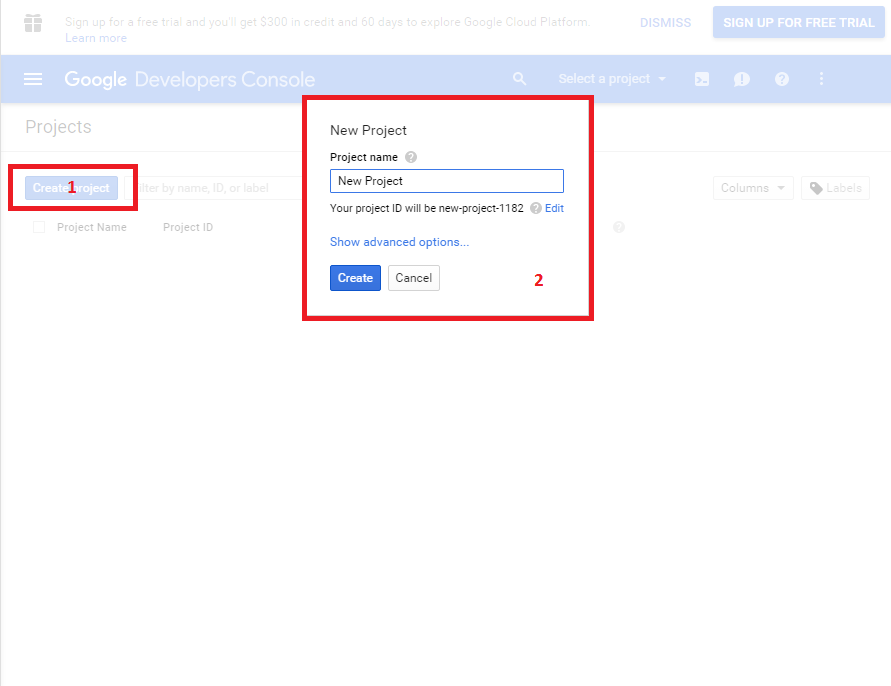 Sign up for a free trial and you'll get $300 in credit and 60 days to explore Google Cloud Platform.
Learn more
DISMISS
SIGN UP FOR FREE TRIAL
Google Developers Console
Select a project
Projects
New Project
Project name
New Project
Your project ID will be new-project-1182 Edit
Show advanced options...
Create Cancel
2
Create project
1
by name, ID, or label
Columns
Labels
Project Name Project ID